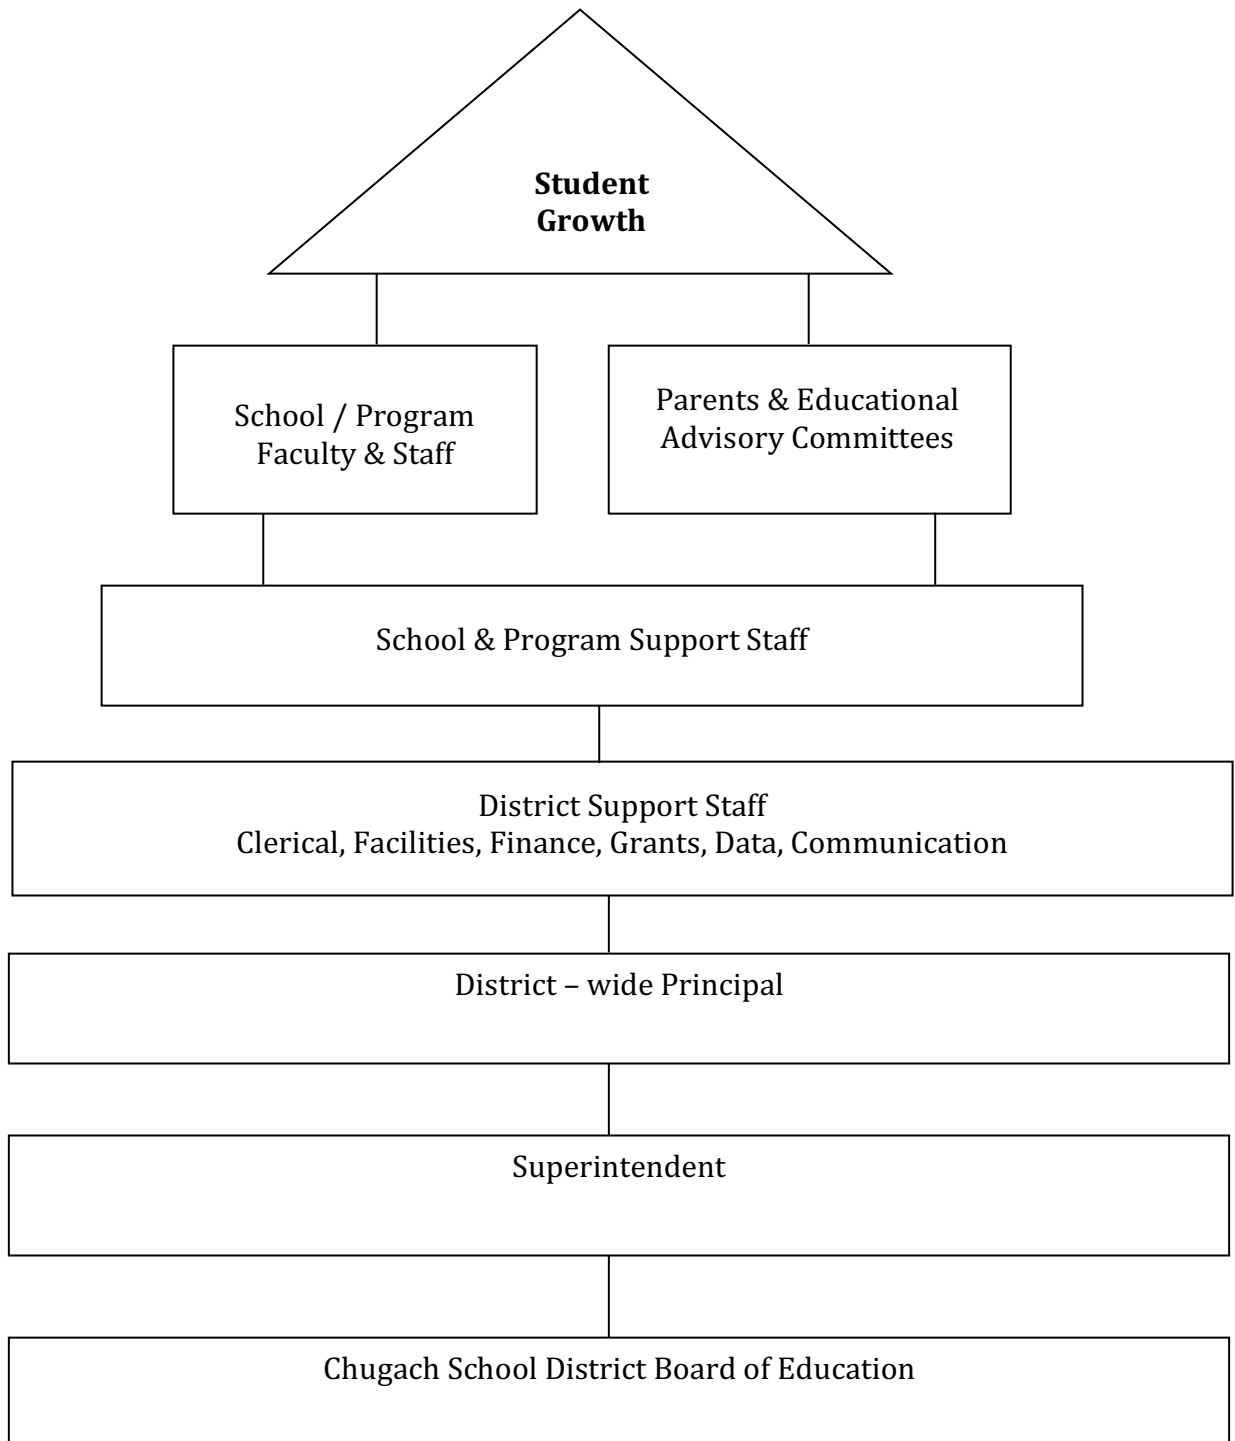 Student
Growth
School / Program
Faculty & Staff
Parents & Educational
Advisory Committees
School & Program Support Staff
District Support Staff
Clerical, Facilities, Finance, Grants, Data, Communication
District – wide Principal
Superintendent
Chugach School District Board of Education